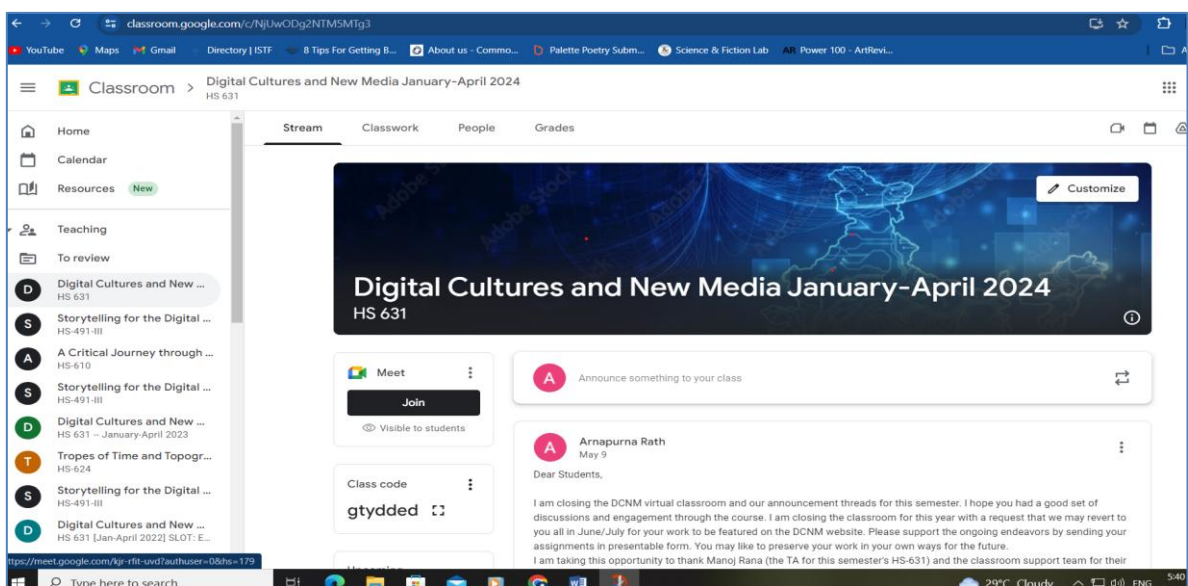 classroom.google.com/c/NjUwODg2NTM5MTg3
YouTube Maps Gmail Directory | ISTF 8 Tips For Getting B... About us - Commo... Palette Poetry Subm... Science & Fiction Lab AR Power 100 - ArtRevi...
Classroom > Digital Cultures and New Media January-April 2024
HS 631
Home
Calendar
Resources New
Teaching
To review
D Digital Cultures and New ...
HS 631
S Storytelling for the Digital ...
HS-491-III
A A Critical Journey through ...
HS-610
S Storytelling for the Digital ...
HS-491-III
D Digital Cultures and New ...
HS 631 – January-April 2023
T Tropes of Time and Topogr...
HS-624
S Storytelling for the Digital ...
HS-491-III
D Digital Cultures and New ...
HS 631 [Jan-April 2022] SLOT: E...
Stream Classwork People Grades
Adobe Stock
Customize
Digital Cultures and New Media January-April 2024
HS 631
Meet
Join
Visible to students
Class code
gtydded
A Announce something to your class
A Arnapurna Rath
May 9
Dear Students,
I am closing the DCNM virtual classroom and our announcement threads for this semester. I hope you had a good set of
discussions and engagement through the course. I am closing the classroom for this year with a request that we may revert to
you all in June/July for your work to be featured on the DCNM website. Please support the ongoing endeavors by sending your
assignments in presentable form. You may like to preserve your work in your own ways for the future.
I am taking this opportunity to thank Manoj Rana (the TA for this semester's HS-631) and the classroom support team for their
ttps://meet.google.com/kjr-rfit-uvd?authuser=0&hs=179
Type here to search
29°C Cloudy ENG 5:40